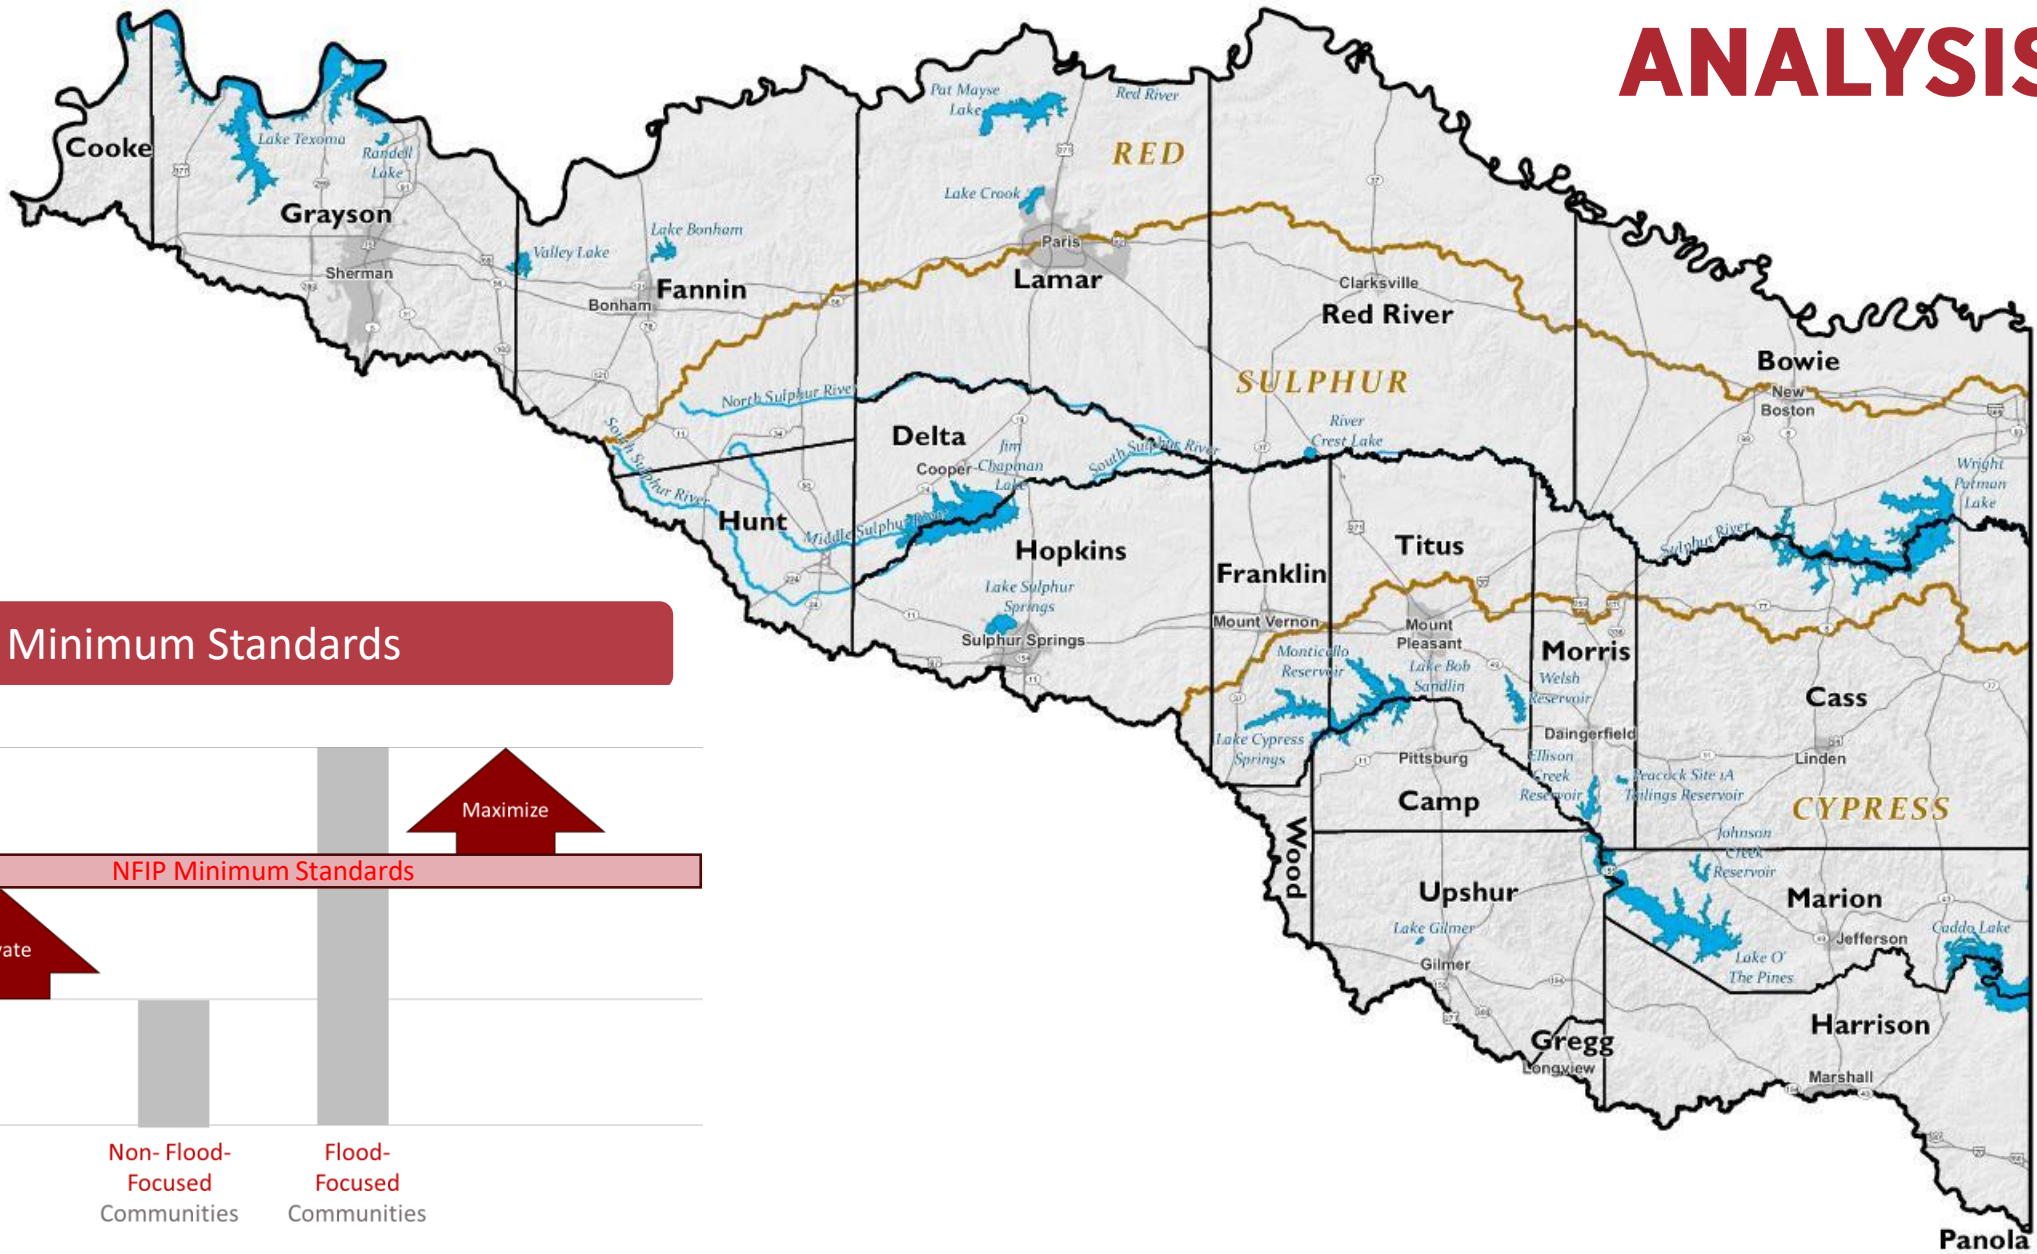 ANALYSIS
Pat Mayse
Lake
Red River
Cooke
Lake Texoma
Randell
Lake
RED
Lake Crook
Grayson
Lake Bonham
Valley Lake
Paris
Sherman
Fannin
Lamar
Bonham
Clarksville
Red River
Bowie
SULPHUR
New
Boston
North Sulphur River
River
Crest Lake
Delta
Jim
Chapman
Lake
Cooper
South Sulphur River
South Sulphur River
Wright
Patman
Lake
Hunt
Middle Sulphur River
Sulphur River
Hopkins
Titus
Franklin
Lake Sulphur
Springs
Mount Vernon
Mount
Pleasant
Sulphur Springs
Minimum Standards
Monticello
Reservoir
Morris
Lake Bob
Sandlin
Welsh
Reservoir
Cass
Lake Cypress
Springs
Daingerfield
Pittsburg
Ellison
Creek
Reservoir
Linden
Peacock Site 1A
Tailings Reservoir
Camp
CYPRESS
Maximize
Wood
Johnson
Creek
Reservoir
NFIP Minimum Standards
Upshur
Marion
Lake Gilmer
Caddo Lake
Jefferson
vate
Gilmer
Lake O'
The Pines
Harrison
Gregg
Longview
Marshall
Non- Flood-
Focused
Communities
Flood-
Focused
Communities
Panola